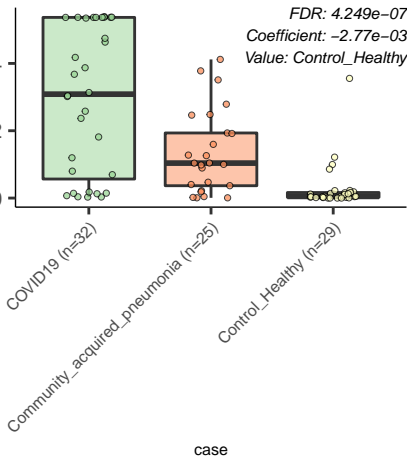 FDR: 4.249e−07
Coefficient: −2.77e−03
Value: Control_Healthy
COVID19 (n=32)
Community_acquired_pneumonia (n=25)
Control_Healthy (n=29)
case